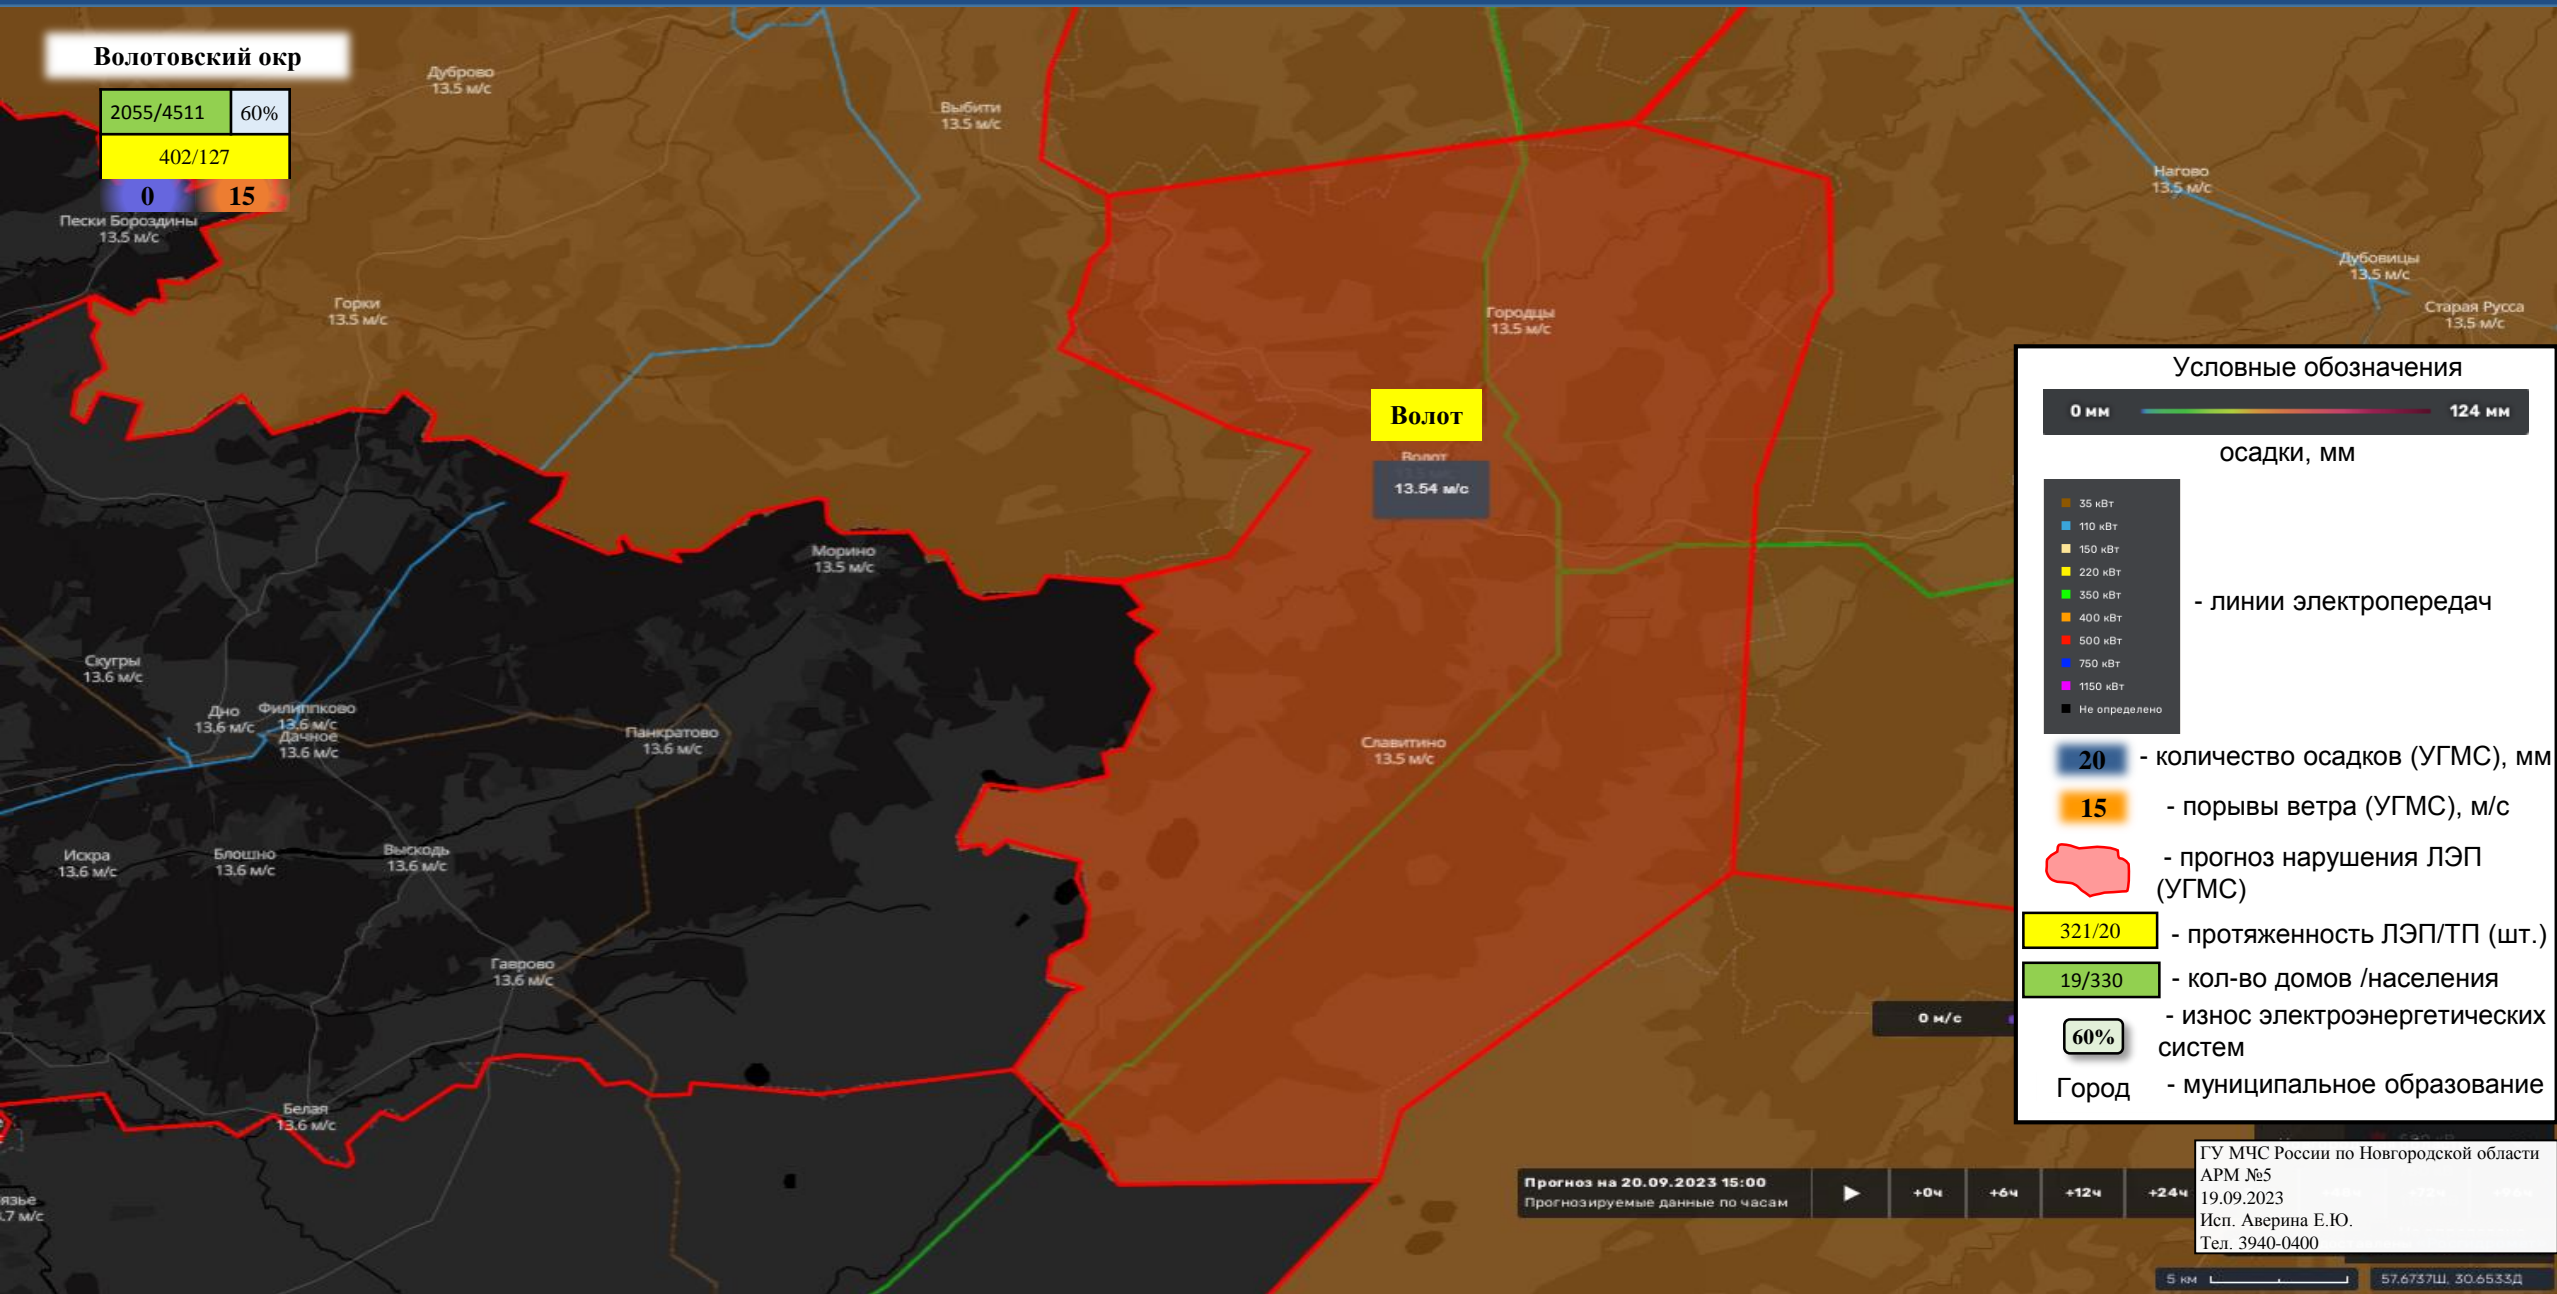 Волотовский окр
2055/4511
60%
402/127
0
15
Пески Бороздины
13.5 м/с
Дуброво
13.5 м/с
Выбити
13.5 м/с
Горки
13.5 м/с
Городцы
13.5 м/с
Нагово
13.5 м/с
Дубовицы
13.5 м/с
Старая Русса
13.5 м/с
Волот
Волот
13.54 м/с
Морино
13.5 м/с
Скугры
13.6 м/с
Дно
13.6 м/с
Филиппково
13.6 м/с
Дачное
13.6 м/с
Панкратово
13.6 м/с
Славитино
13.5 м/с
Искра
13.6 м/с
Блошно
13.6 м/с
Выскодь
13.6 м/с
Гаврово
13.6 м/с
Белая
13.6 м/с
язье
.7 м/с
Условные обозначения
0 мм
124 мм
осадки, мм
35 кВт
110 кВт
150 кВт
220 кВт
350 кВт
400 кВт
500 кВт
750 кВт
1150 кВт
Не определено
- линии электропередач
20 - количество осадков (УГМС), мм
15 - порывы ветра (УГМС), м/с
- прогноз нарушения ЛЭП
(УГМС)
321/20 - протяженность ЛЭП/ТП (шт.)
19/330 - кол-во домов /населения
60% - износ электроэнергетических
систем
Город - муниципальное образование
0 м/с
Прогноз на 20.09.2023 15:00
Прогнозируемые данные по часам
+0ч
+6ч
+12ч
+24ч
ГУ МЧС России по Новгородской области
АРМ №5
19.09.2023
Исп. Аверина Е.Ю.
Тел. 3940-0400
5 км
57.6737Ш, 30.6533Д